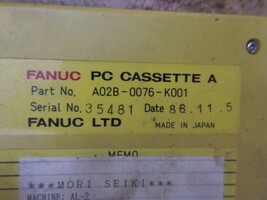 FANUC PC CASSETTE A
Part No. A02B-0076-K001
Serial No. 35481 Date 86.11.5
FANUC LTD MADE IN JAPAN
MEMO
***MORI SEIKI***
MACHINE: AL-2